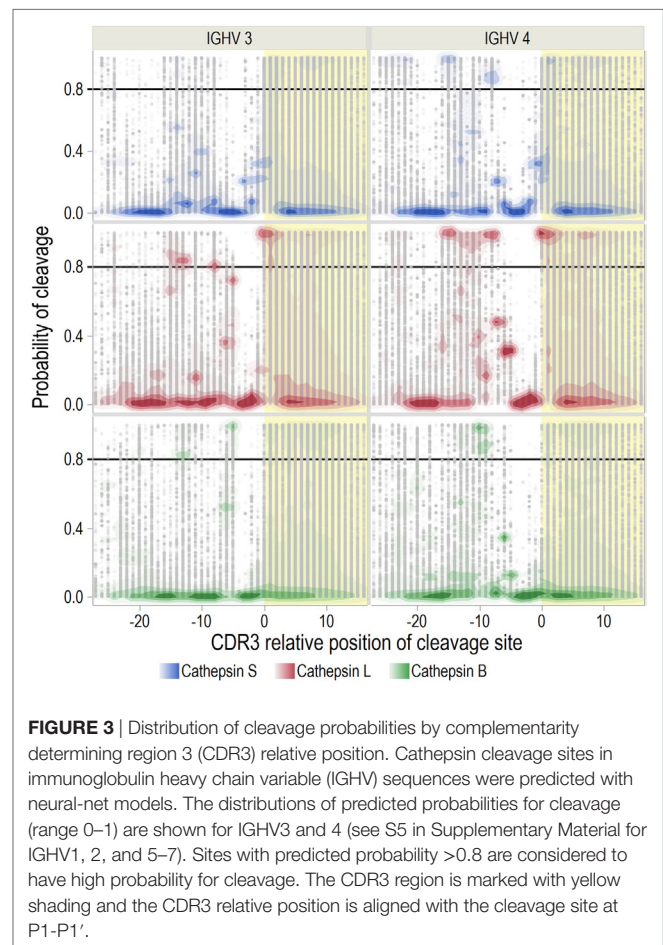 IGHV 3
IGHV 4
Probability of cleavage
0.8
0.4
0.0
0.8
0.4
0.0
0.8
0.4
0.0
-20 -10 0 10 -20 -10 0 10
CDR3 relative position of cleavage site
Cathepsin S Cathepsin L Cathepsin B
FIGURE 3 | Distribution of cleavage probabilities by complementarity
determining region 3 (CDR3) relative position. Cathepsin cleavage sites in
immunoglobulin heavy chain variable (IGHV) sequences were predicted with
neural-net models. The distributions of predicted probabilities for cleavage
(range 0–1) are shown for IGHV3 and 4 (see S5 in Supplementary Material for
IGHV1, 2, and 5–7). Sites with predicted probability >0.8 are considered to
have high probability for cleavage. The CDR3 region is marked with yellow
shading and the CDR3 relative position is aligned with the cleavage site at
P1-P1′.